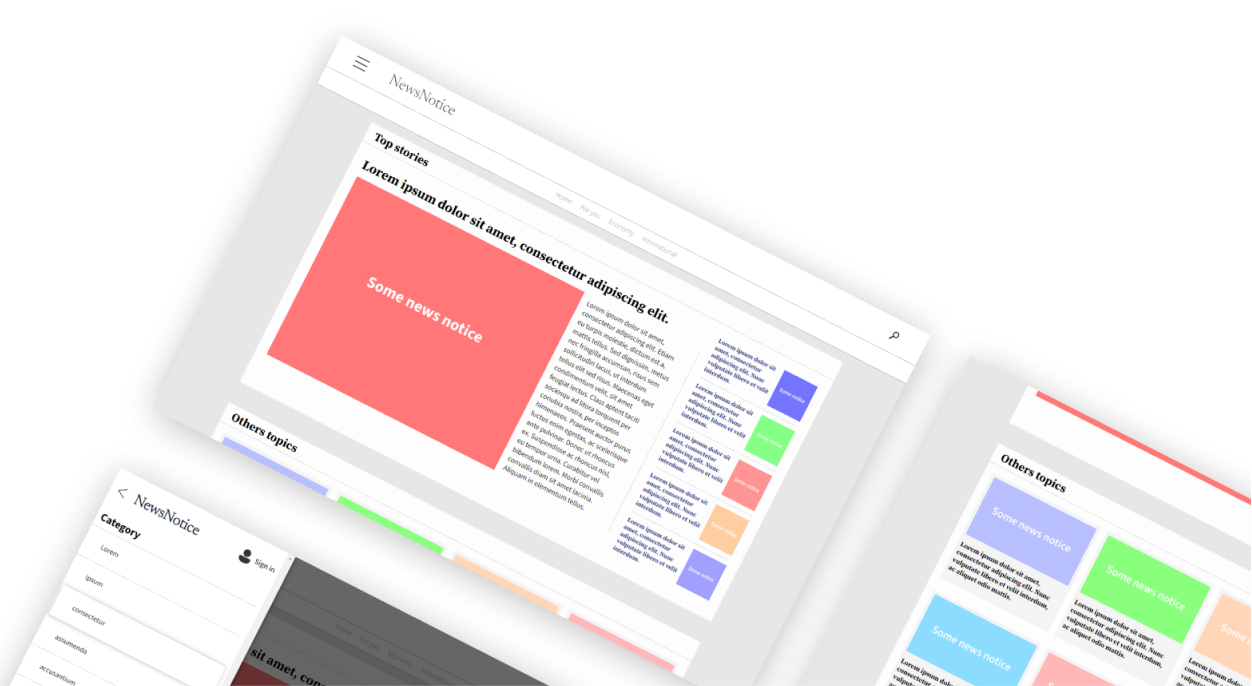 NewsNotice
Home For you Economy International
Top stories
Lorem ipsum dolor sit amet, consectetur adipiscing elit.
Some news notice
Lorem ipsum dolor sit amet,
consectetur adipiscing elit. Etiam
eu turpis molestie, dictum est a,
mattis tellus. Sed dignissim, metus
nec fringilla accumsan, risus sem
sollicitudin lacus, ut interdum
tellus elit sed risus. Maecenas eget
condimentum velit, sit amet
feugiat lectus. Class aptent taciti
sociosqu ad litora torquent per
conubia nostra, per inceptos
himenaeos. Praesent auctor purus
luctus enim egestas, ac scelerisque
ante pulvinar. Donec ut rhoncus
ex. Suspendisse ac rhoncus nisl,
eu tempor urna. Curabitur vel
bibendum lorem. Morbi convallis
convallis diam sit amet lacinia.
Aliquam in elementum tellus.
Lorem ipsum dolor sit
amet, consectetur
adipiscing elit. Nunc
vulputate libero et velit
interdum.
Some notice
Lorem ipsum dolor sit
amet, consectetur
adipiscing elit. Nunc
vulputate libero et velit
interdum.
Some notice
Lorem ipsum dolor sit
amet, consectetur
adipiscing elit. Nunc
vulputate libero et velit
interdum.
Some notice
Lorem ipsum dolor sit
amet, consectetur
adipiscing elit. Nunc
vulputate libero et velit
interdum.
Some notice
Lorem ipsum dolor sit
amet, consectetur
adipiscing elit. Nunc
vulputate libero et velit
interdum.
Some notice
Others topics
NewsNotice
Sign in
Category
Lorem
Ipsum
consectetur
assumenda
accusantium
Home For you Economy
sit amet, con
Others topics
Some news notice
Lorem ipsum dolor sit amet,
consectetur adipiscing elit. Nunc
vulputate libero et velit interdum,
ac aliquet odio mattis.
Some news notice
Lorem ipsum dolor sit amet,
consectetur adipiscing elit. Nunc
vulputate libero et velit interdum,
ac aliquet odio mattis.
Some
Lorem ipsum
consectetur
vulputate
Some news notice
Lorem ipsum dolor sit amet,
Some news notice